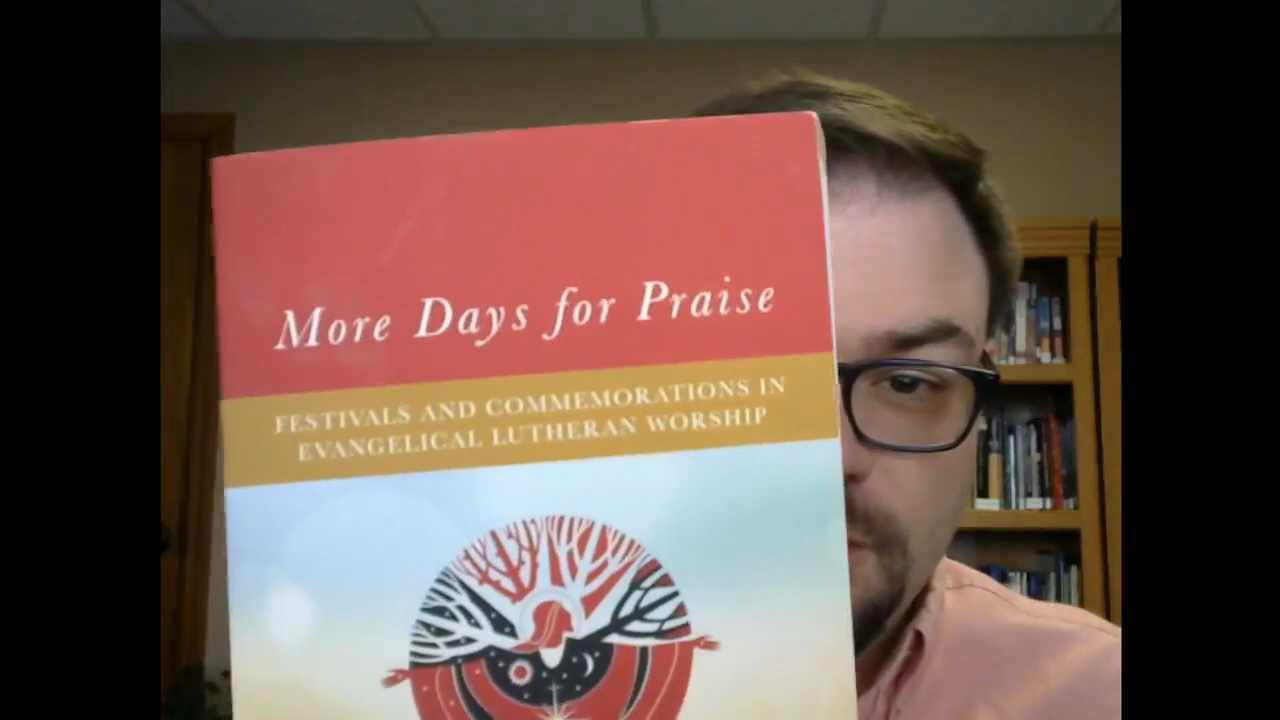 More Days for Praise
FESTIVALS AND COMMEMORATIONS IN
EVANGELICAL LUTHERAN WORSHIP